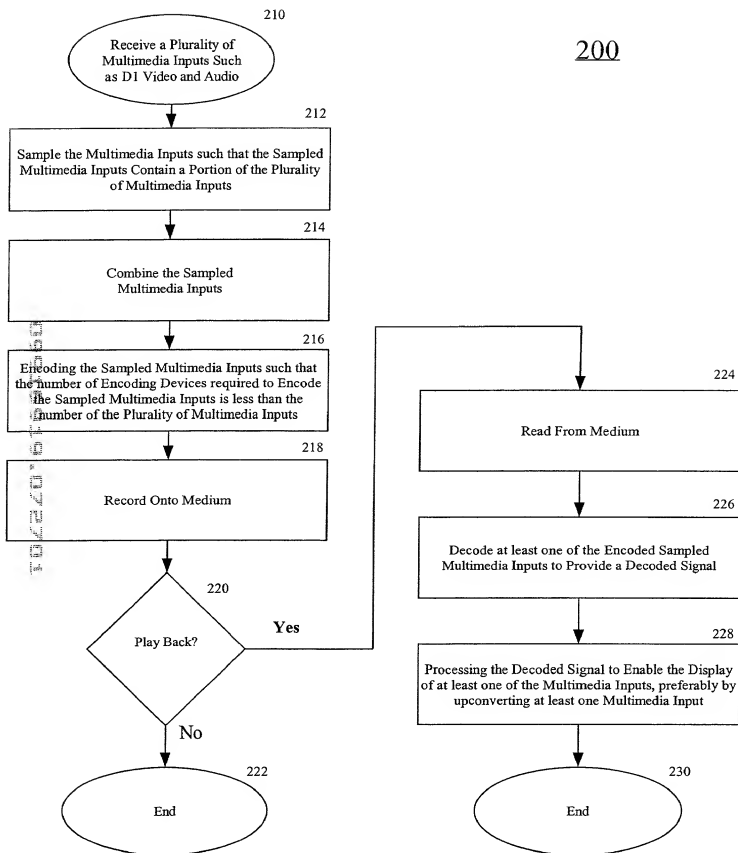 210
Receive a Plurality of
Multimedia Inputs Such
as D1 Video and Audio
200
212
Sample the Multimedia Inputs such that the Sampled
Multimedia Inputs Contain a Portion of the Plurality
of Multimedia Inputs
214
Combine the Sampled
Multimedia Inputs
216
Encoding the Sampled Multimedia Inputs such that
the number of Encoding Devices required to Encode
the Sampled Multimedia Inputs is less than the
number of the Plurality of Multimedia Inputs
218
Record Onto Medium
220
Play Back?
Yes
No
222
End
224
Read From Medium
226
Decode at least one of the Encoded Sampled
Multimedia Inputs to Provide a Decoded Signal
228
Processing the Decoded Signal to Enable the Display
of at least one of the Multimedia Inputs, preferably by
upconverting at least one Multimedia Input
230
End